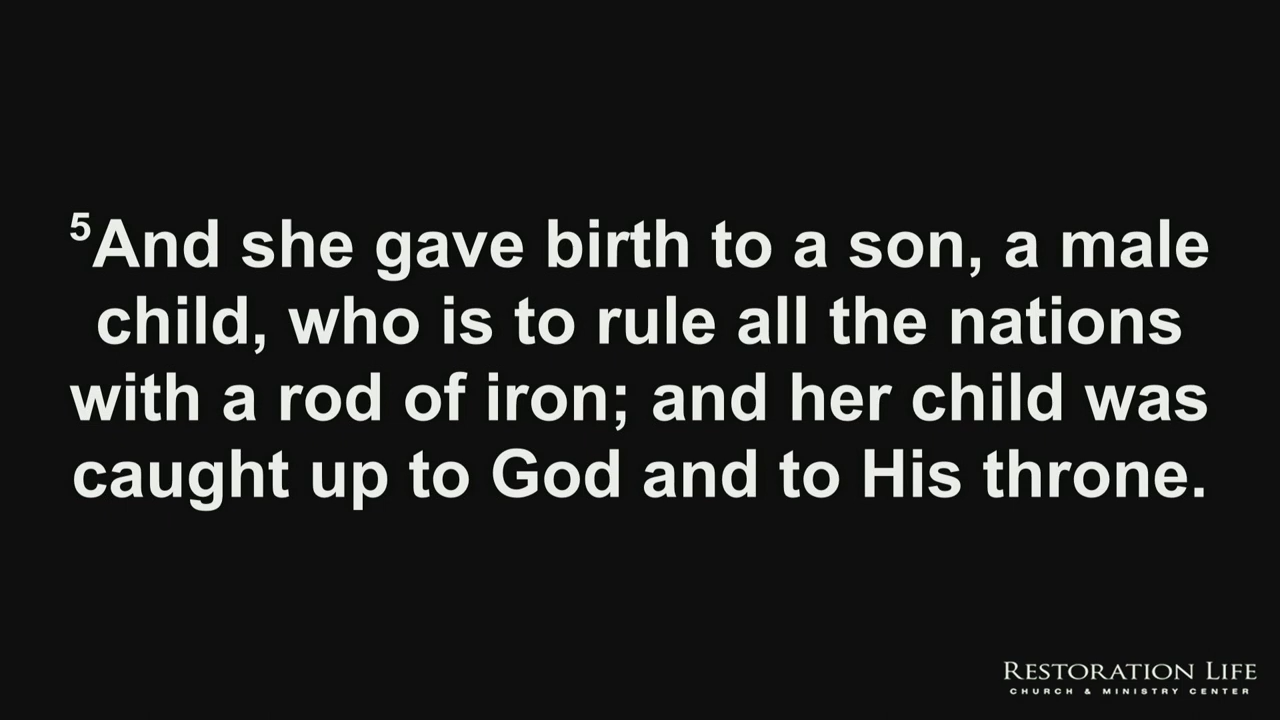 ⁵And she gave birth to a son, a male
child, who is to rule all the nations
with a rod of iron; and her child was
caught up to God and to His throne.
RESTORATION LIFE
CHURCH & MINISTRY CENTER